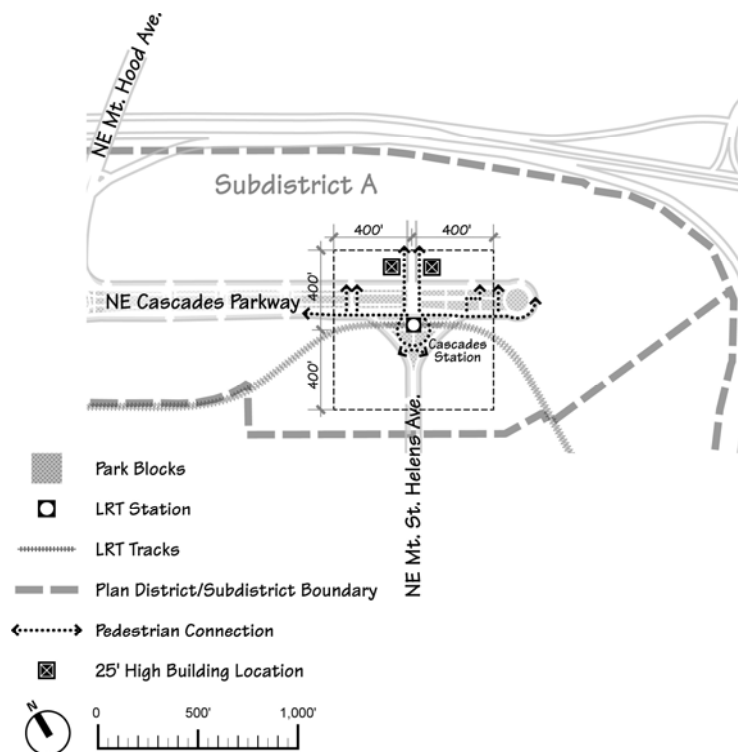 NE Mt. Hood Ave.
Subdistrict A
400'
400'
400'
NE Cascades Parkway
Cascades
Station
400'
NE Mt. St. Helens Ave.
Park Blocks
LRT Station
LRT Tracks
Plan District/Subdistrict Boundary
Pedestrian Connection
25' High Building Location
N
0
500'
1,000'